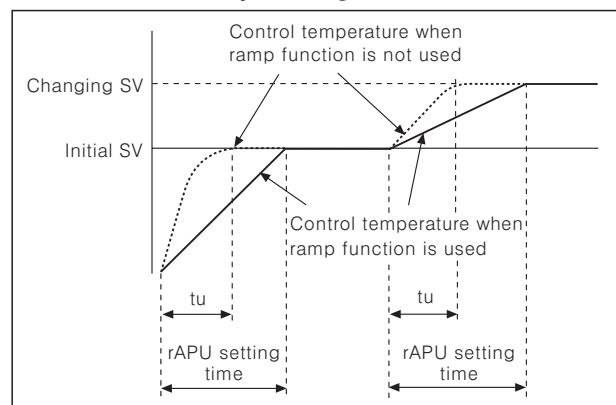 Control temperature when
ramp function is not used
Changing SV
Initial SV
Control temperature when
ramp function is used
tu
tu
rAPU setting
time
rAPU setting
time